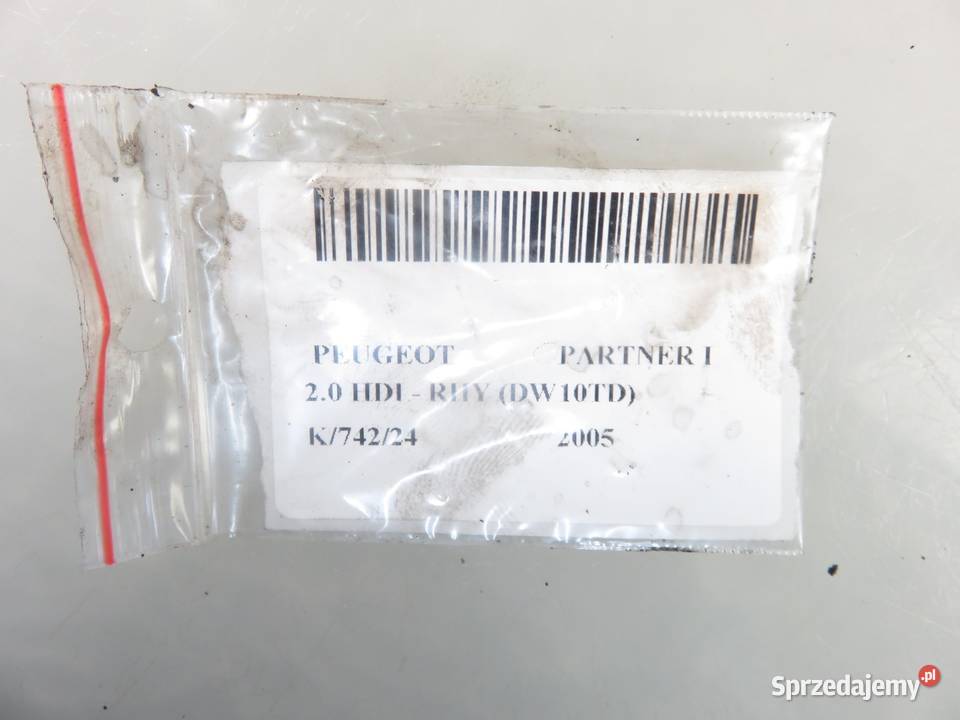 PEUGEOT PARTNER I
2.0 HDI - RHY (DW10TD)
K/742/24 2005
Sprzedajemy.pl